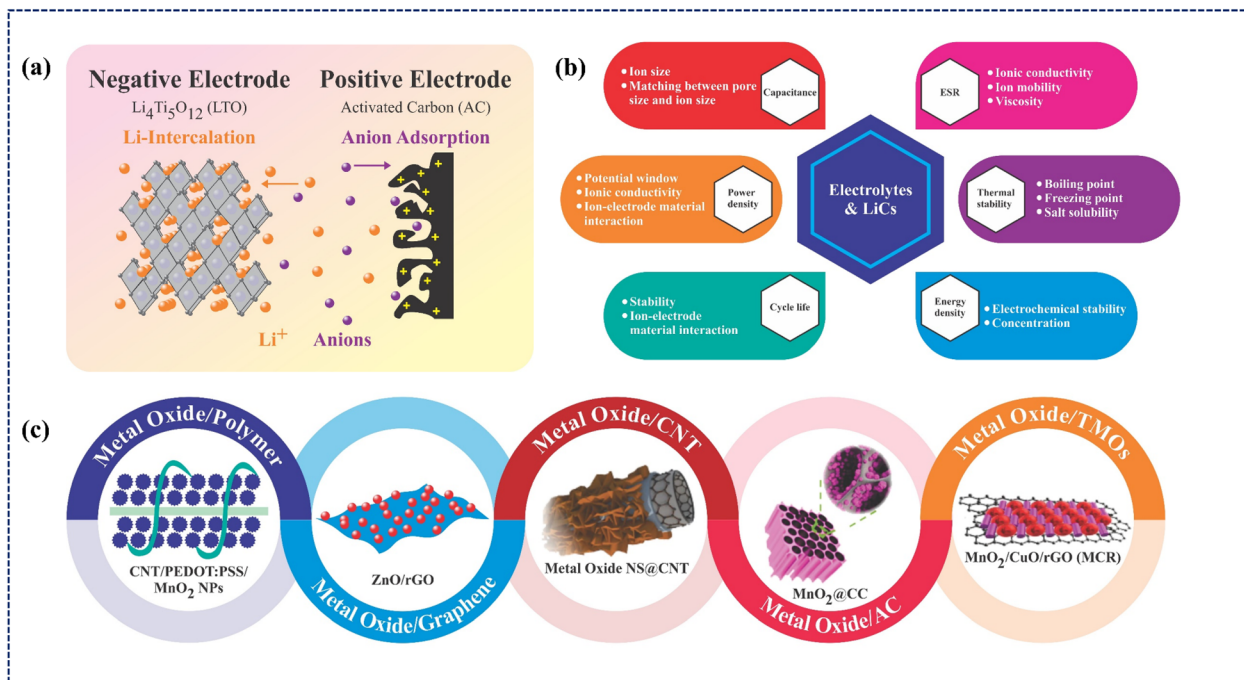 (a)
Negative Electrode
Li4Ti5O12 (LTO)
Li-Intercalation
Positive Electrode
Activated Carbon (AC)
Anion Adsorption
Li+
Anions
(b)
• Ion size
• Matching between pore
size and ion size
Capacitance
ESR
• Ionic conductivity
• Ion mobility
• Viscosity
• Potential window
• Ionic conductivity
• Ion-electrode material
interaction
Power
density
Electrolytes
& LiCs
Thermal
stability
• Boiling point
• Freezing point
• Salt solubility
• Stability
• Ion-electrode
material interaction
Cycle life
Energy
density
• Electrochemical stability
• Concentration
(c)
Metal Oxide/Polymer
CNT/PEDOT:PSS/
MnO2 NPs
ZnO/rGO
Metal Oxide/Graphene
Metal Oxide/CNT
Metal Oxide NS@CNT
MnO2@CC
Metal Oxide/AC
Metal Oxide/TMOs
MnO2/CuO/rGO (MCR)